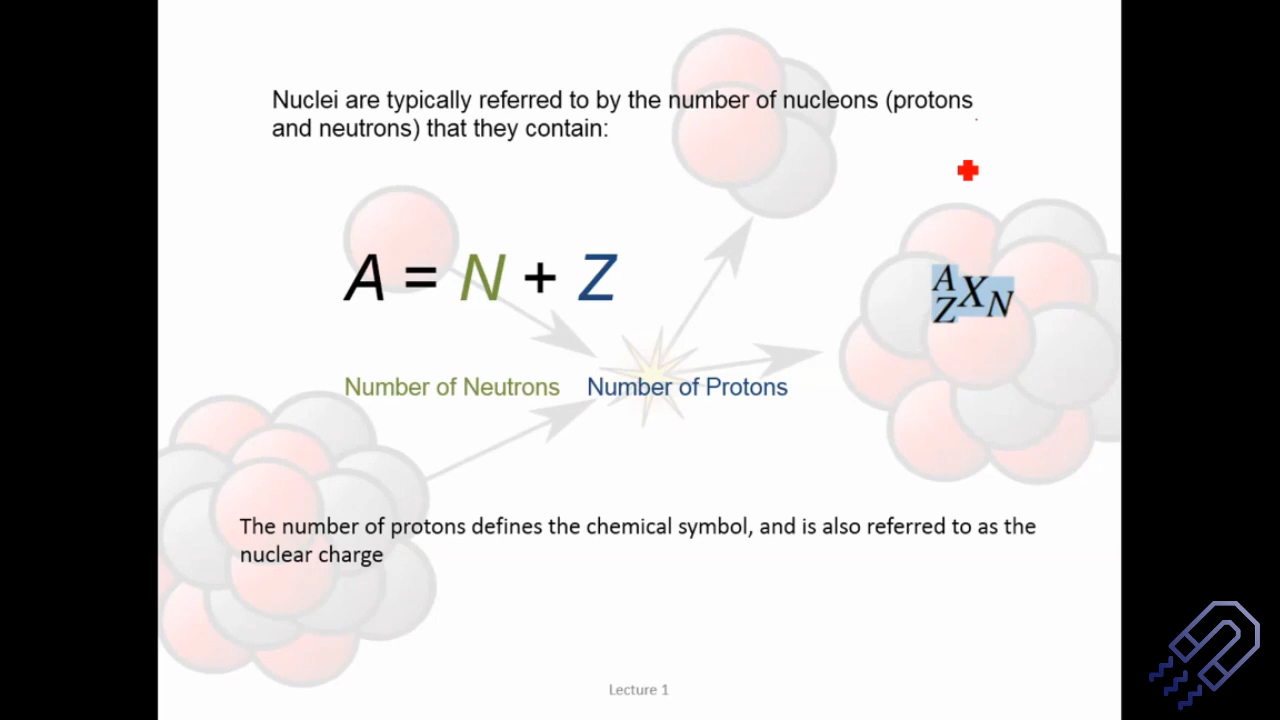 Nuclei are typically referred to by the number of nucleons (protons
and neutrons) that they contain:
A = N + Z
A
Z X N
Number of Neutrons Number of Protons
The number of protons defines the chemical symbol, and is also referred to as the
nuclear charge
Lecture 1